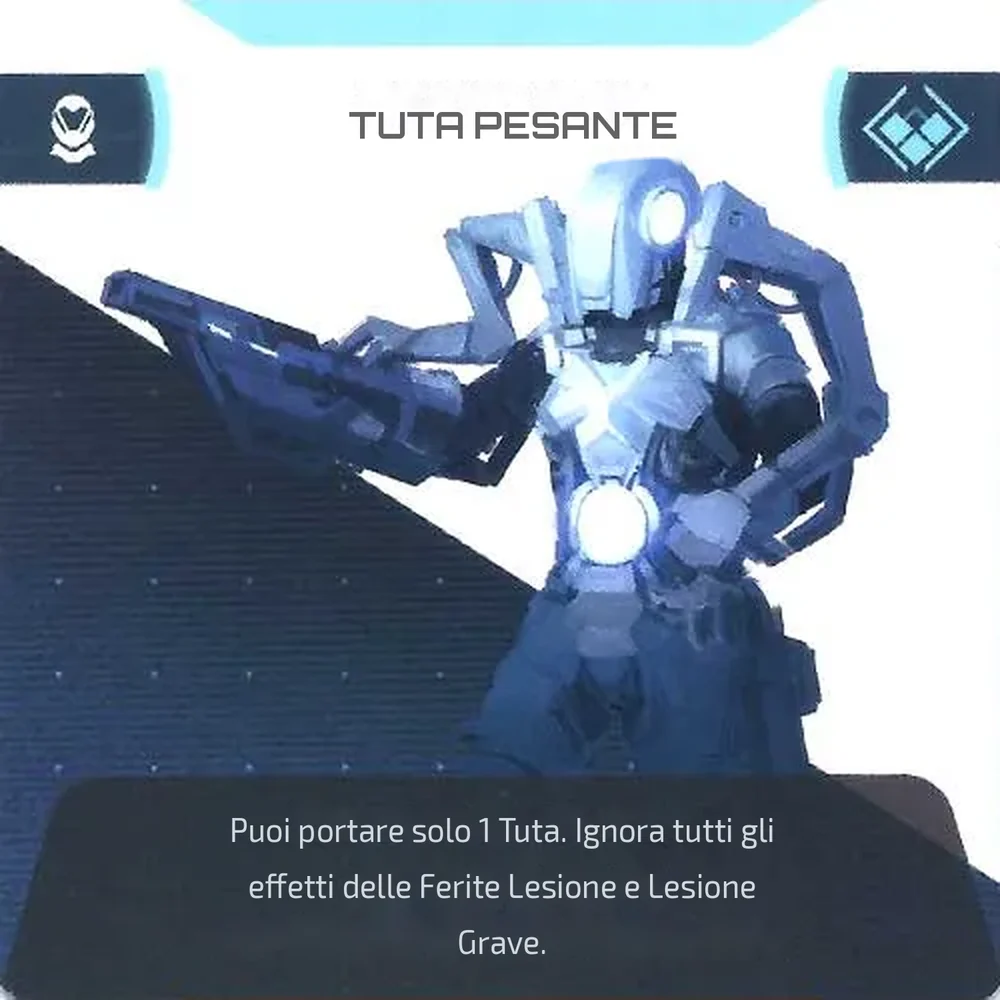 TUTA PESANTE
Puoi portare solo 1 Tuta. Ignora tutti gli
effetti delle Ferite Lesione e Lesione
Grave.